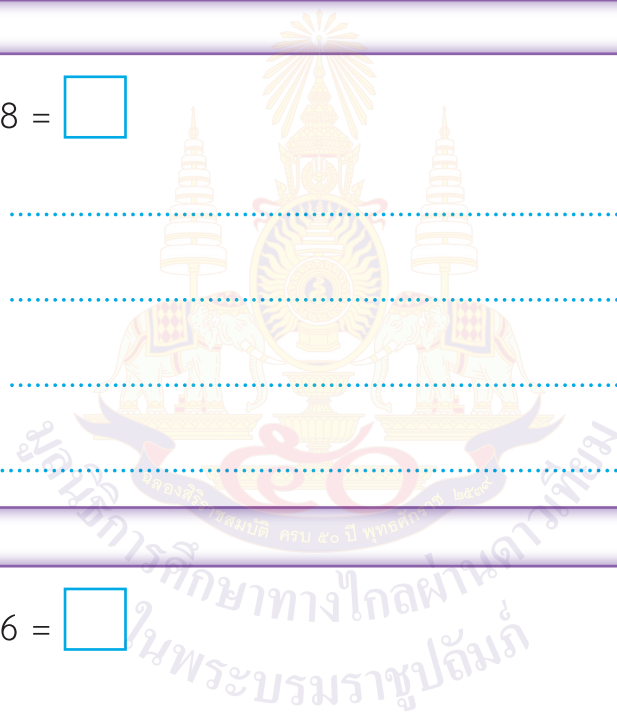 8 =
ฉลองสิริราชสมบัติ ครบ ๕๐ ปี พุทธศักราช ๒๕๓๙
6 =
มูลนิธิการศึกษาทางไกลผ่านดาวเทียม
ในพระบรมราชูปถัมภ์